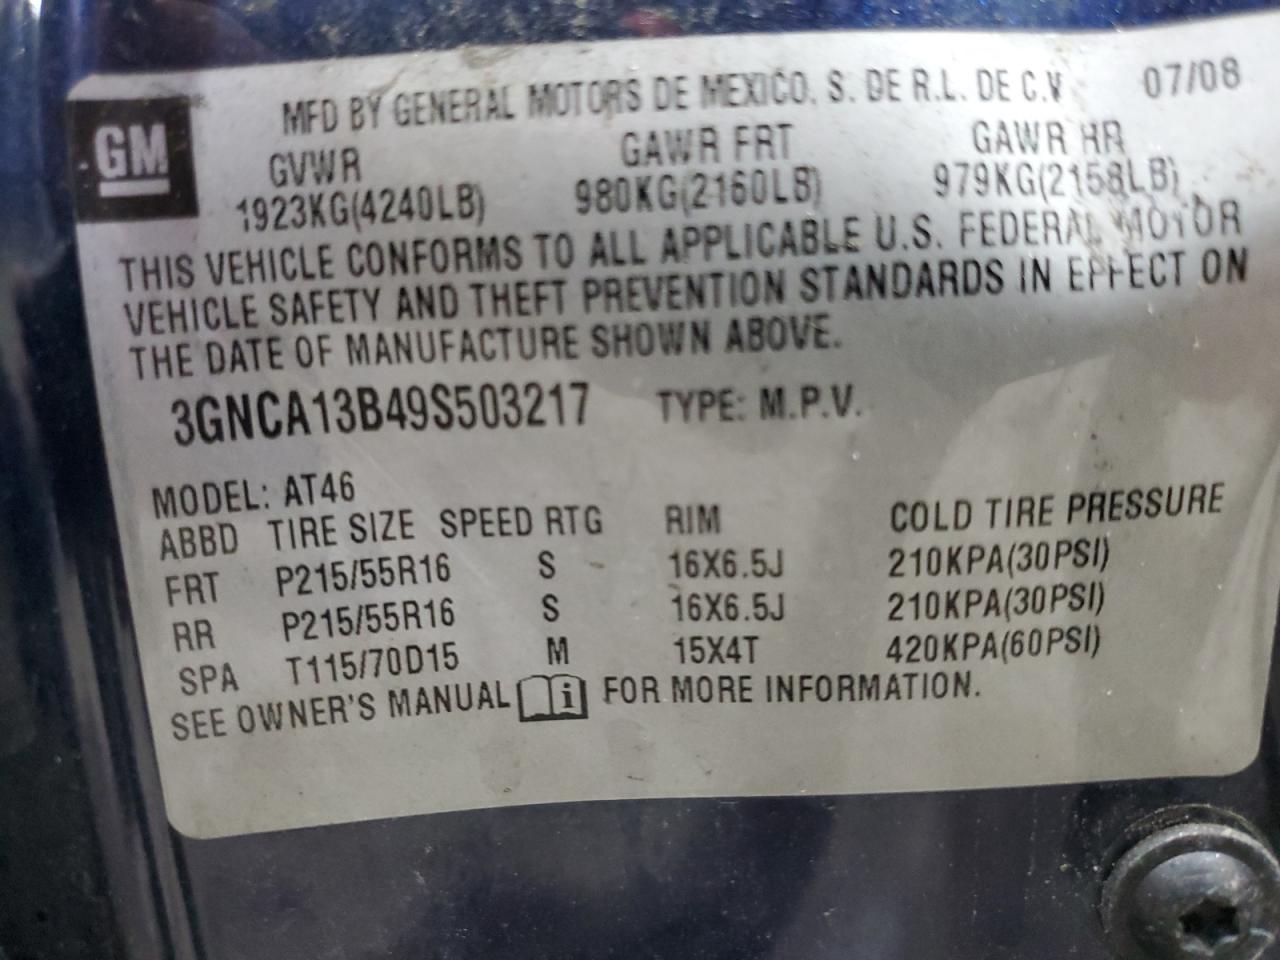 GM
MFD BY GENERAL MOTORS DE MEXICO, S. DE R.L. DE C.V 07/08
GVWR GAWR FRT GAWR RR
1923KG(4240LB) 980KG(2160LB) 979KG(2158LB)
THIS VEHICLE CONFORMS TO ALL APPLICABLE U.S. FEDERAL MOTOR
VEHICLE SAFETY AND THEFT PREVENTION STANDARDS IN EFFECT ON
THE DATE OF MANUFACTURE SHOWN ABOVE.
3GNCA13B49S503217 TYPE: M.P.V.
MODEL: AT46
ABBD TIRE SIZE SPEED RTG RIM COLD TIRE PRESSURE
FRT P215/55R16 S 16X6.5J 210KPA(30PSI)
RR P215/55R16 S 16X6.5J 210KPA(30PSI)
SPA T115/70D15 M 15X4T 420KPA(60PSI)
SEE OWNER'S MANUAL i FOR MORE INFORMATION.